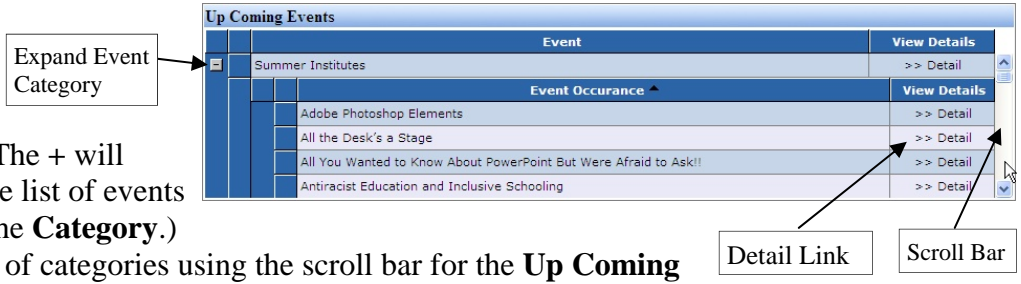 Up Coming Events
Event View Details
Expand Event
Category
Summer Institutes >> Detail
Event Occurance View Details
Adobe Photoshop Elements >> Detail
All the Desk's a Stage >> Detail
All You Wanted to Know About PowerPoint But Were Afraid to Ask!! >> Detail
Antiracist Education and Inclusive Schooling >> Detail
The + will
e list of events
ne Category.)
Detail Link
Scroll Bar
of categories using the scroll bar for the Up Coming